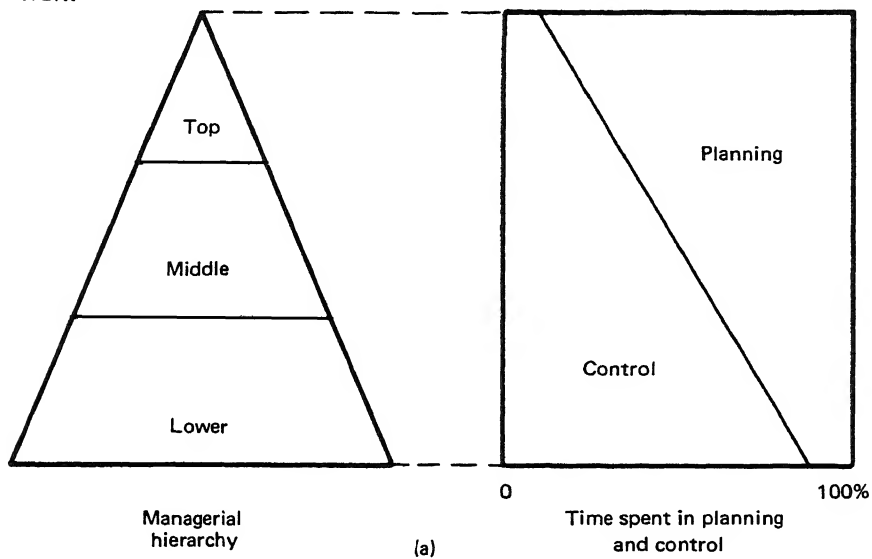 Top
Planning
Middle
Control
Lower
0
100%
Managerial
hierarchy
Time spent in planning
and control
(a)